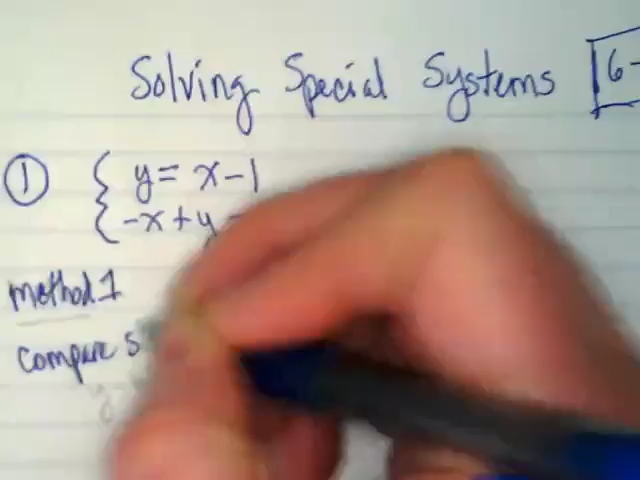 Solving Special Systems 6-
① { y = x - 1
-x + y
method 1
compare s